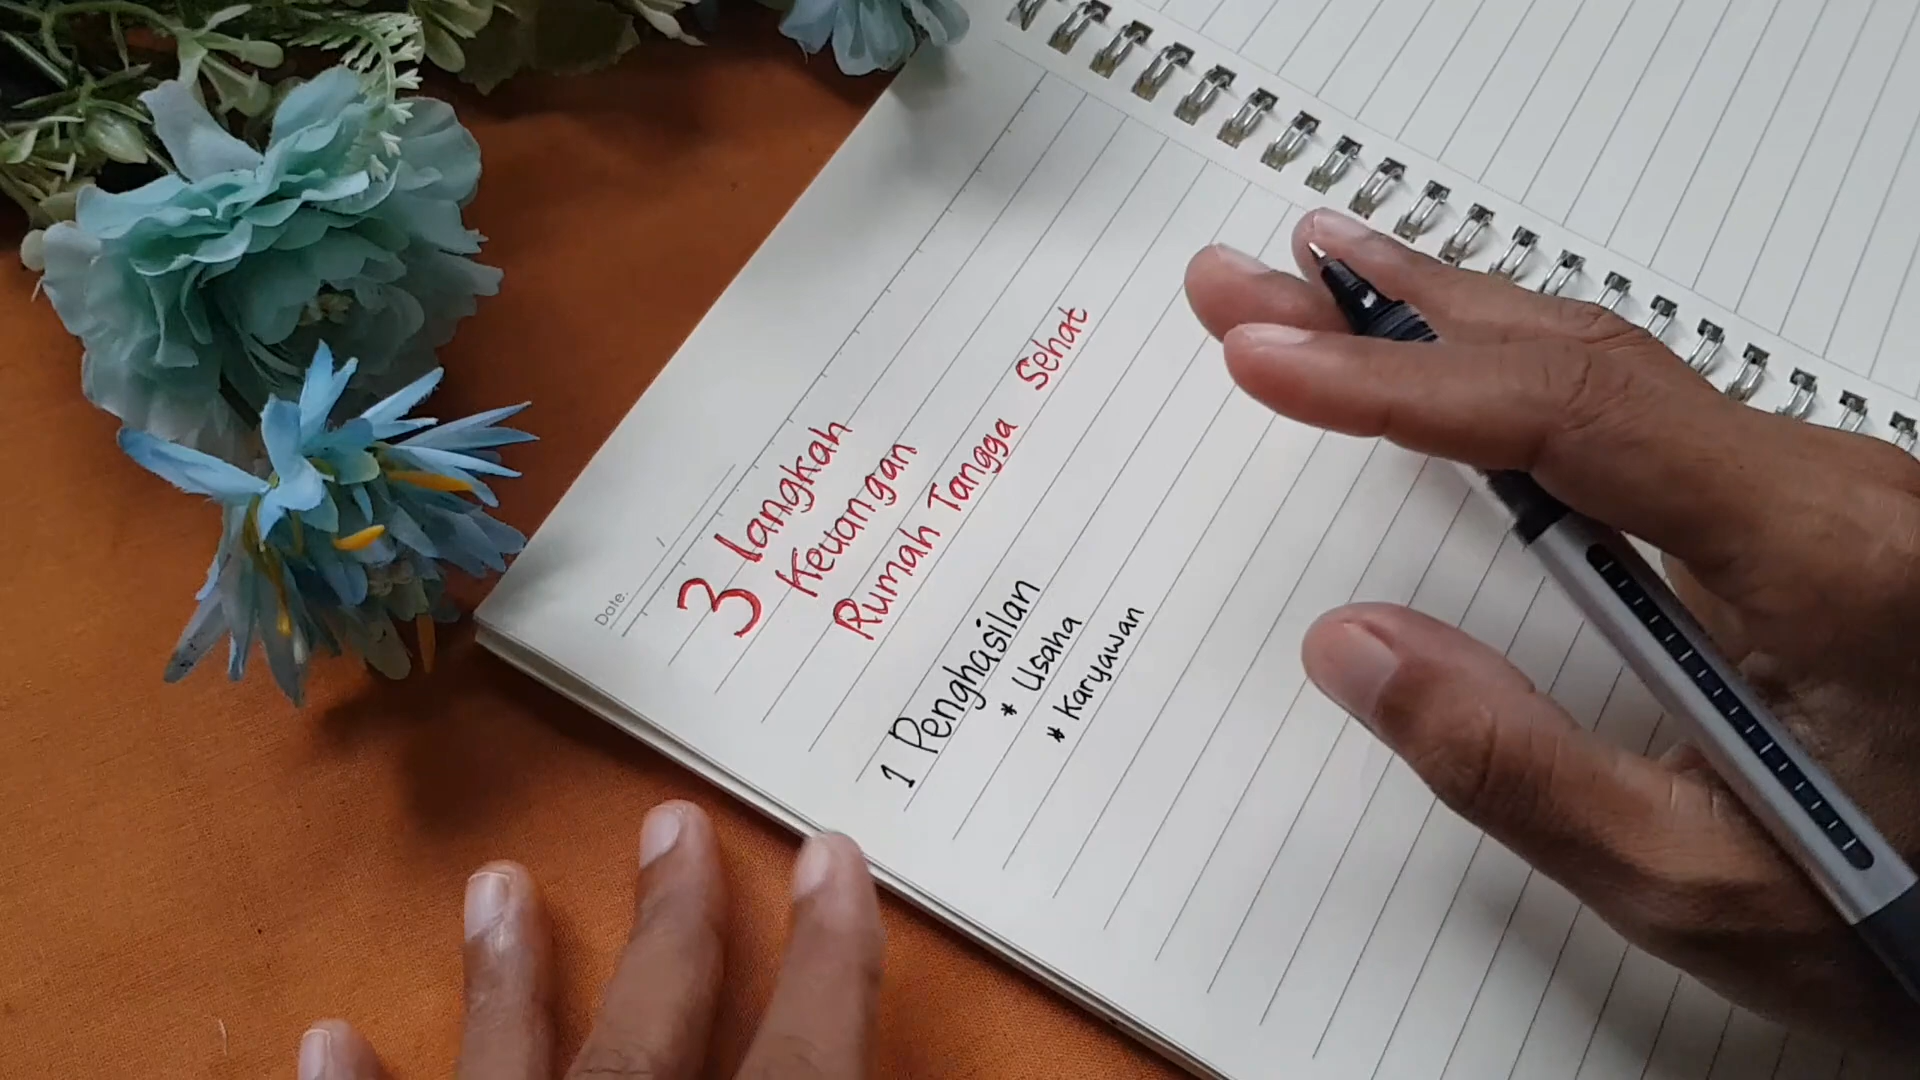 Date.
3 langkah
Keuangan
Rumah Tangga Sehat
1 Penghasilan
* Usaha
* Karyawan